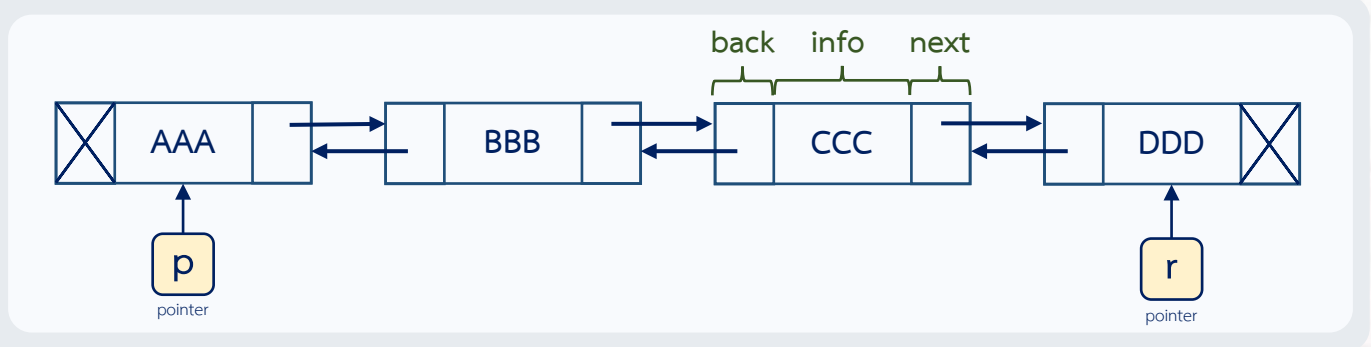 back info next
AAA BBB CCC DDD
p r
pointer pointer